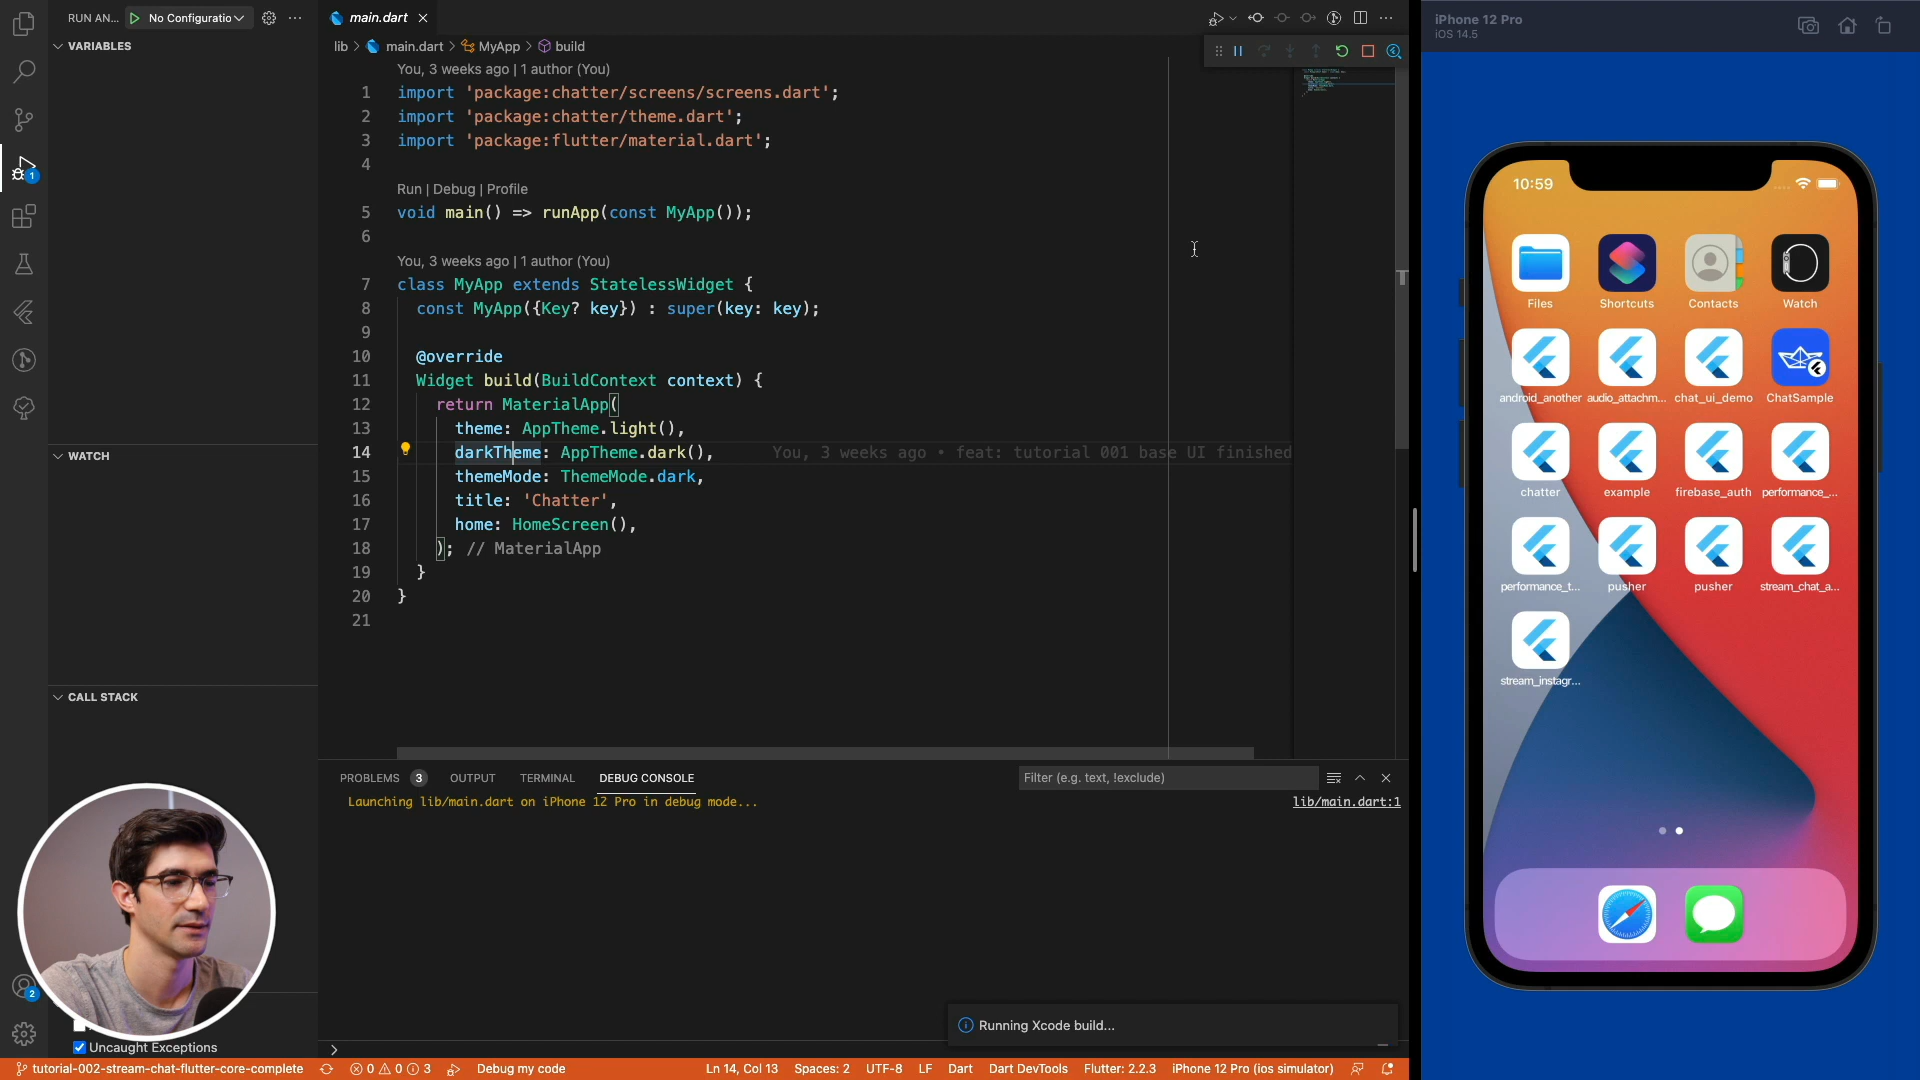 RUN AN...
No Configuratio
VARIABLES
WATCH
CALL STACK
Uncaught Exceptions
1
2
main.dart
lib > main.dart > MyApp > build
You, 3 weeks ago | 1 author (You)
1 import 'package:chatter/screens/screens.dart';
2 import 'package:chatter/theme.dart';
3 import 'package:flutter/material.dart';
4
Run | Debug | Profile
5 void main() => runApp(const MyApp());
6
You, 3 weeks ago | 1 author (You)
7 class MyApp extends StatelessWidget {
8 const MyApp({Key? key}) : super(key: key);
9
10 @override
11 Widget build(BuildContext context) {
12 return MaterialApp(
13 theme: AppTheme.light(),
14 darkTheme: AppTheme.dark(), You, 3 weeks ago • feat: tutorial 001 base UI finished
15 themeMode: ThemeMode.dark,
16 title: 'Chatter',
17 home: HomeScreen(),
18 ); // MaterialApp
19 }
20 }
21
PROBLEMS 3 OUTPUT TERMINAL DEBUG CONSOLE
Filter (e.g. text, !exclude)
Launching lib/main.dart on iPhone 12 Pro in debug mode...
lib/main.dart:1
Running Xcode build...
>
tutorial-002-stream-chat-flutter-core-complete 0 0 3 Debug my code Ln 14, Col 13 Spaces: 2 UTF-8 LF Dart Dart DevTools Flutter: 2.2.3 iPhone 12 Pro (ios simulator)
iPhone 12 Pro
iOS 14.5
10:59
Files Shortcuts Contacts Watch
android_another audio_attachm... chat_ui_demo ChatSample
chatter example firebase_auth performance_...
performance_t... pusher pusher stream_chat_a...
stream_instagr...